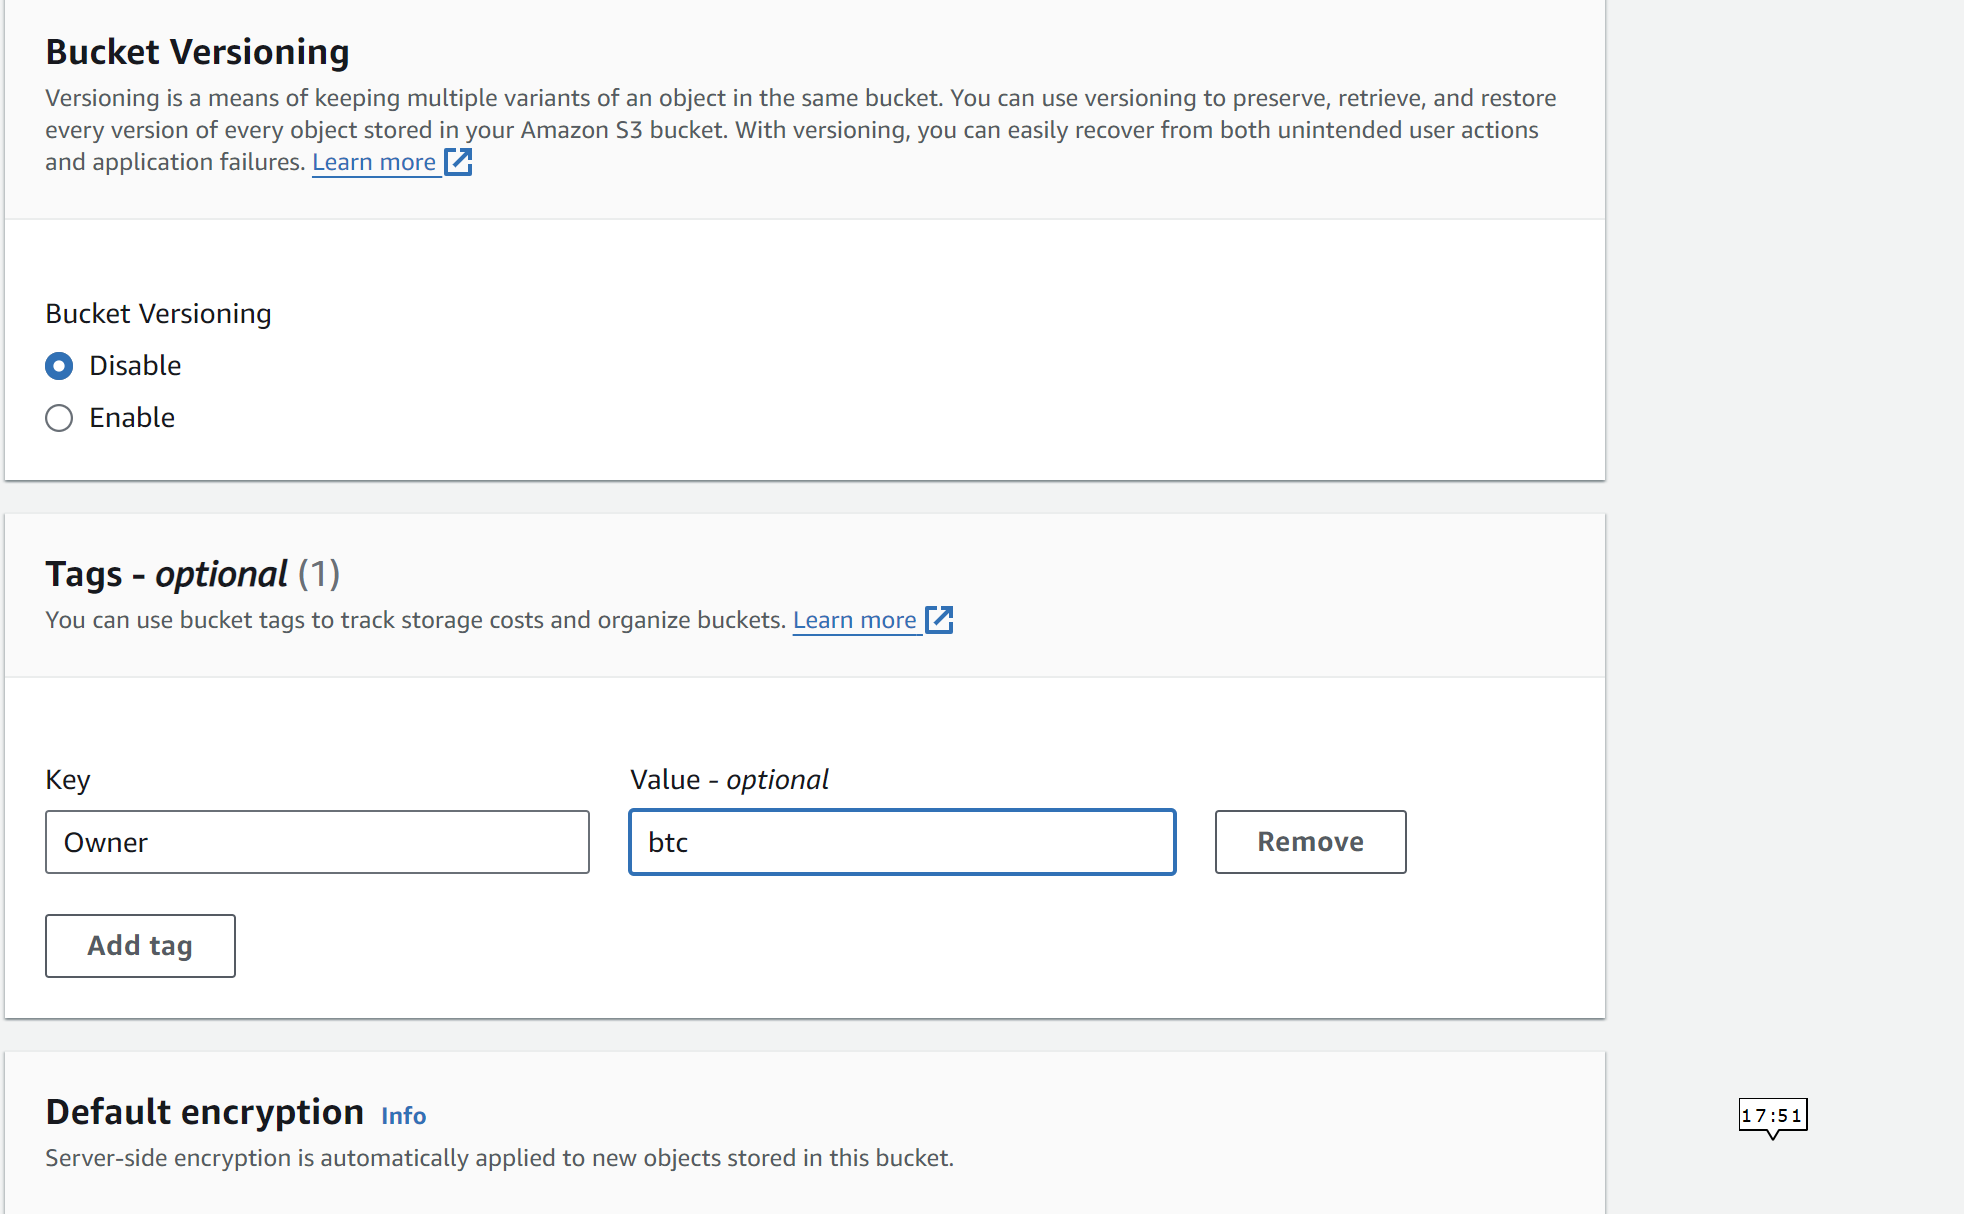 Bucket Versioning
Versioning is a means of keeping multiple variants of an object in the same bucket. You can use versioning to preserve, retrieve, and restore
every version of every object stored in your Amazon S3 bucket. With versioning, you can easily recover from both unintended user actions
and application failures. Learn more
Bucket Versioning
Disable
Enable
Tags - optional (1)
You can use bucket tags to track storage costs and organize buckets. Learn more
Key
Value - optional
Owner
btc
Remove
Add tag
Default encryption Info
17:51
Server-side encryption is automatically applied to new objects stored in this bucket.